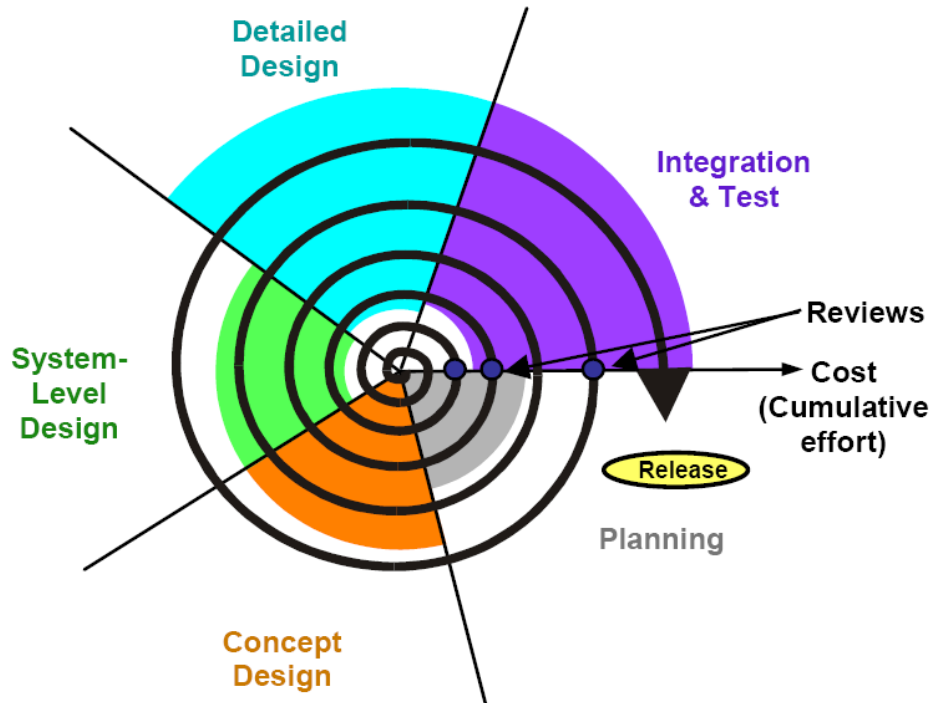 Detailed
Design
Integration
& Test
Reviews
System-
Level
Design
Cost
(Cumulative
effort)
Release
Planning
Concept
Design